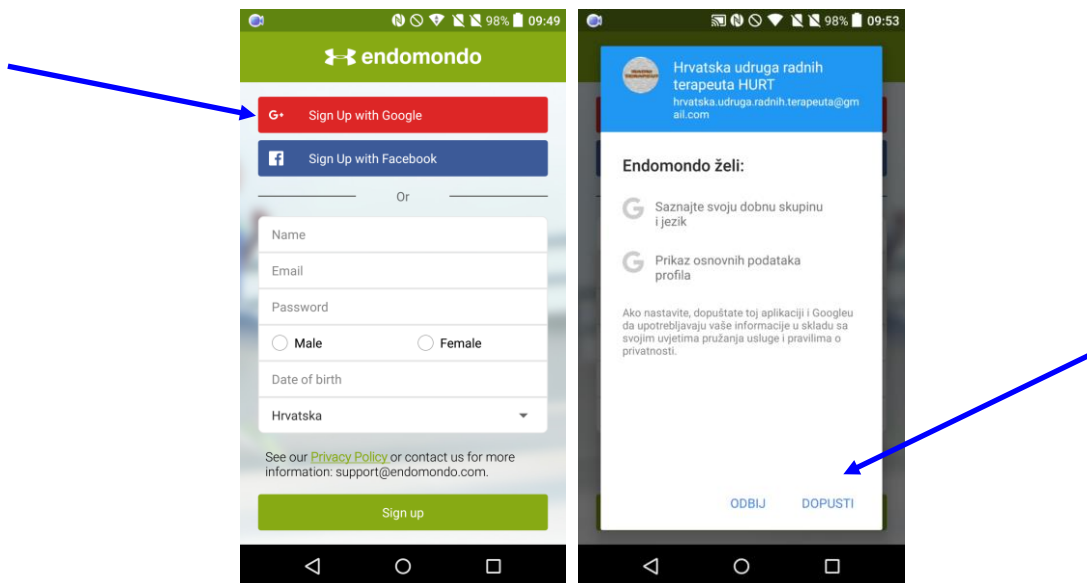 98% 09:49
endomondo
G+ Sign Up with Google
Sign Up with Facebook
Or
Name
Email
Password
Male Female
Date of birth
Hrvatska
See our Privacy Policy or contact us for more
information: support@endomondo.com.
Sign up
98% 09:53
Hrvatska udruga radnih
terapeuta HURT
hrvatska.udruga.radnih.terapeuta@gm
ail.com
Endomondo želi:
G Saznajte svoju dobnu skupinu
i jezik
G Prikaz osnovnih podataka
profila
Ako nastavite, dopuštate toj aplikaciji i Googleu
da upotrebljavaju vaše informacije u skladu sa
svojim uvjetima pružanja usluge i pravilima o
privatnosti.
ODBIJ DOPUSTI